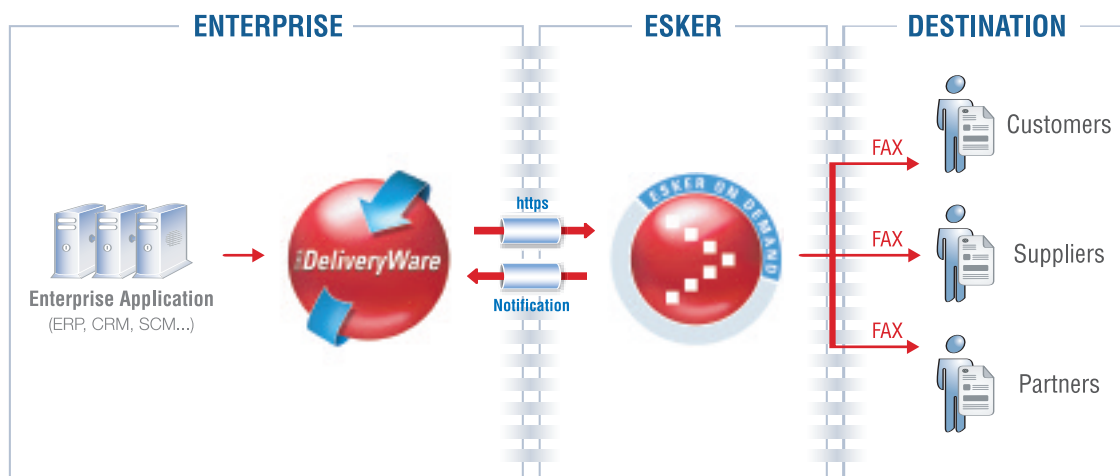 ENTERPRISE
ESKER
DESTINATION
Customers
FAX
https
ESKER ON DEMAND
DeliveryWare
FAX
Suppliers
Enterprise Application
(ERP, CRM, SCM...)
Notification
FAX
Partners